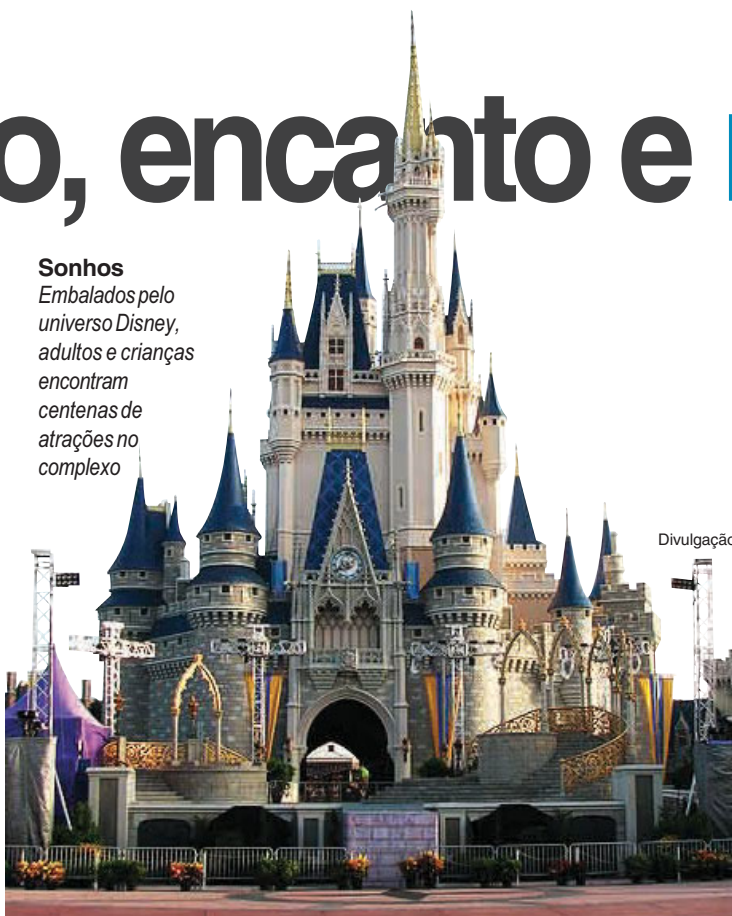 o, encanto e
Sonhos
Embalados pelo
universo Disney,
adultos e crianças
encontram
centenas de
atrações no
complexo
Divulgação